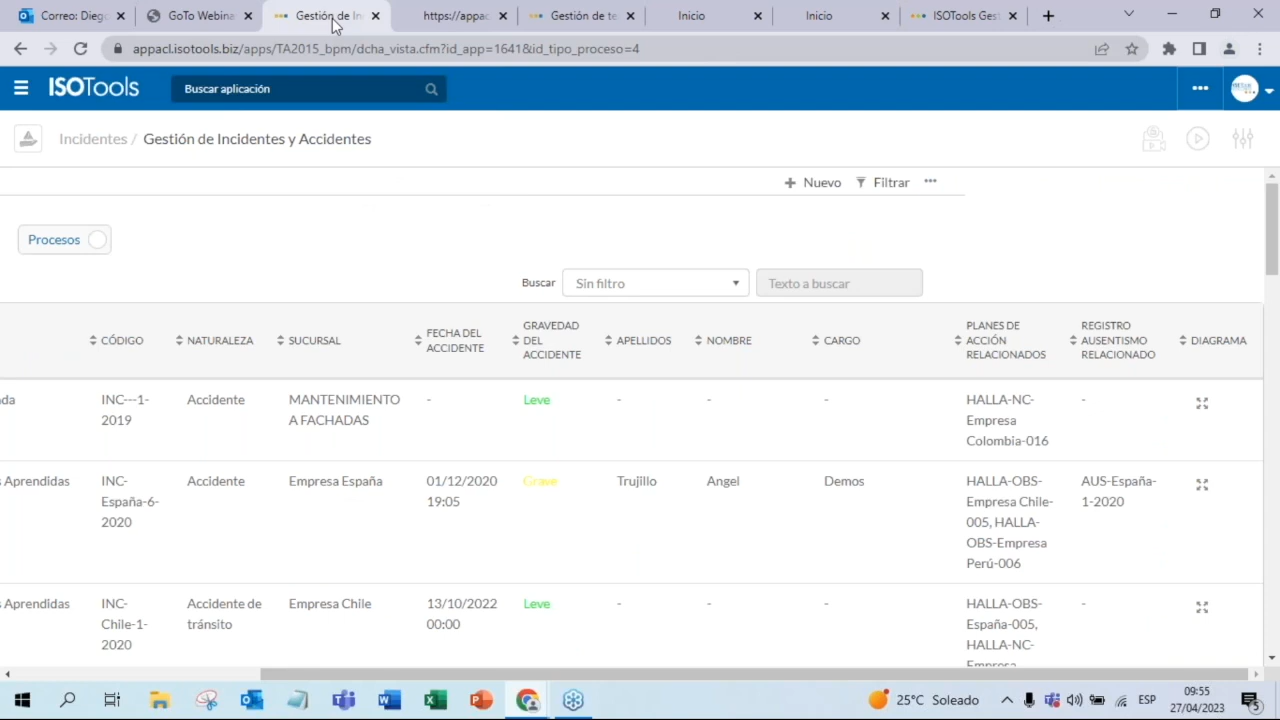 Correo: Diego
GoTo Webina
Gestión de In
https://appac
Gestión de te
Inicio
Inicio
ISOTools Ges
appacl.isotools.biz/apps/TA2015_bpm/dcha_vista.cfm?id_app=1641&id_tipo_proceso=4
ISOTools
Buscar aplicación
Incidentes / Gestión de Incidentes y Accidentes
Nuevo
Filtrar
Procesos
Buscar
Sin filtro
Texto a buscar
CÓDIGO
NATURALEZA
SUCURSAL
FECHA DEL
ACCIDENTE
GRAVEDAD
DEL
ACCIDENTE
APELLIDOS
NOMBRE
CARGO
PLANES DE
ACCIÓN
RELACIONADOS
REGISTRO
AUSENTISMO
RELACIONADO
DIAGRAMA
da
INC---1-
2019
Accidente
MANTENIMIENTO
A FACHADAS
-
Leve
-
-
-
HALLA-NC-
Empresa
Colombia-016
-
s Aprendidas
INC-
España-6-
2020
Accidente
Empresa España
01/12/2020
19:05
Grave
Trujillo
Angel
Demos
HALLA-OBS-
Empresa Chile-
005, HALLA-
OBS-Empresa
Perú-006
AUS-España-
1-2020
s Aprendidas
INC-
Chile-1-
2020
Accidente de
tránsito
Empresa Chile
13/10/2022
00:00
Leve
-
-
-
HALLA-OBS-
España-005,
HALLA-NC-
Empresa
-
25°C Soleado
ESP
09:55
27/04/2023
5